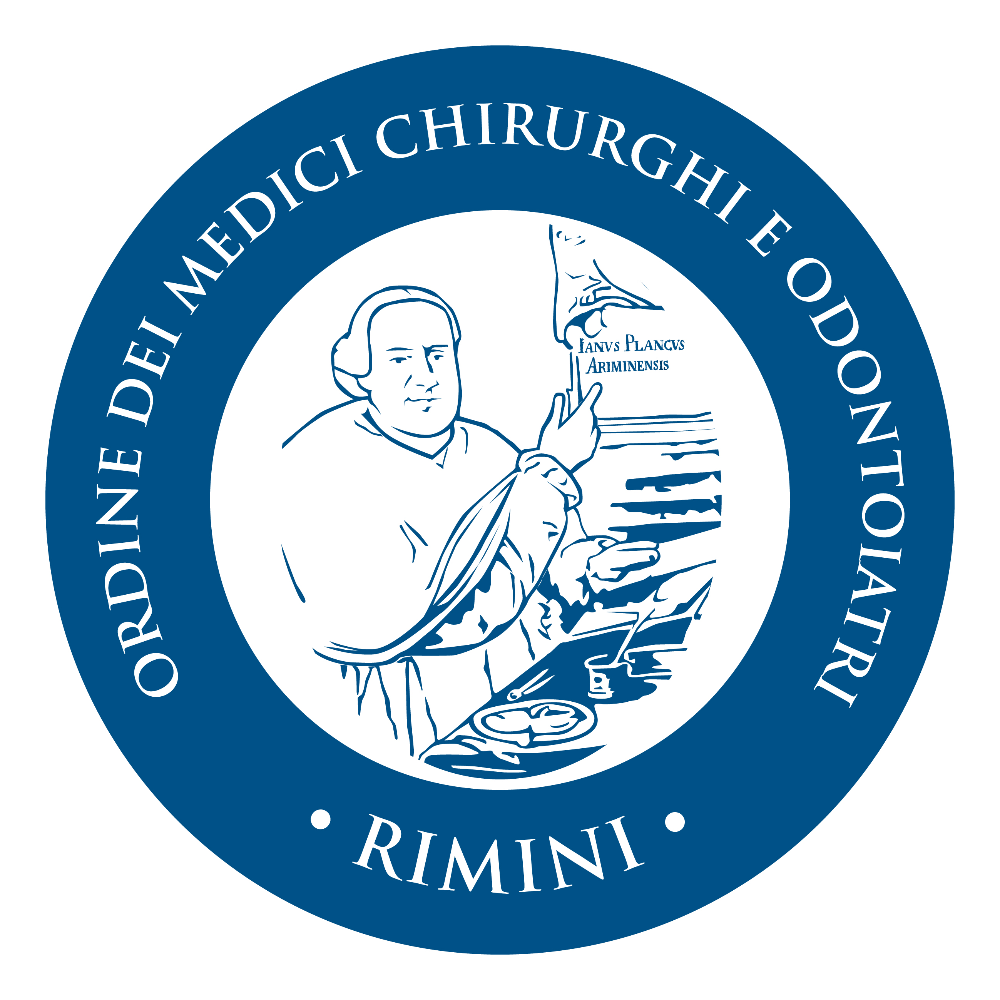 ORDINE DEI MEDICI CHIRURGHI E ODONTOIATRI
IANVS PLANCVS
ARIMINENSIS
• RIMINI •